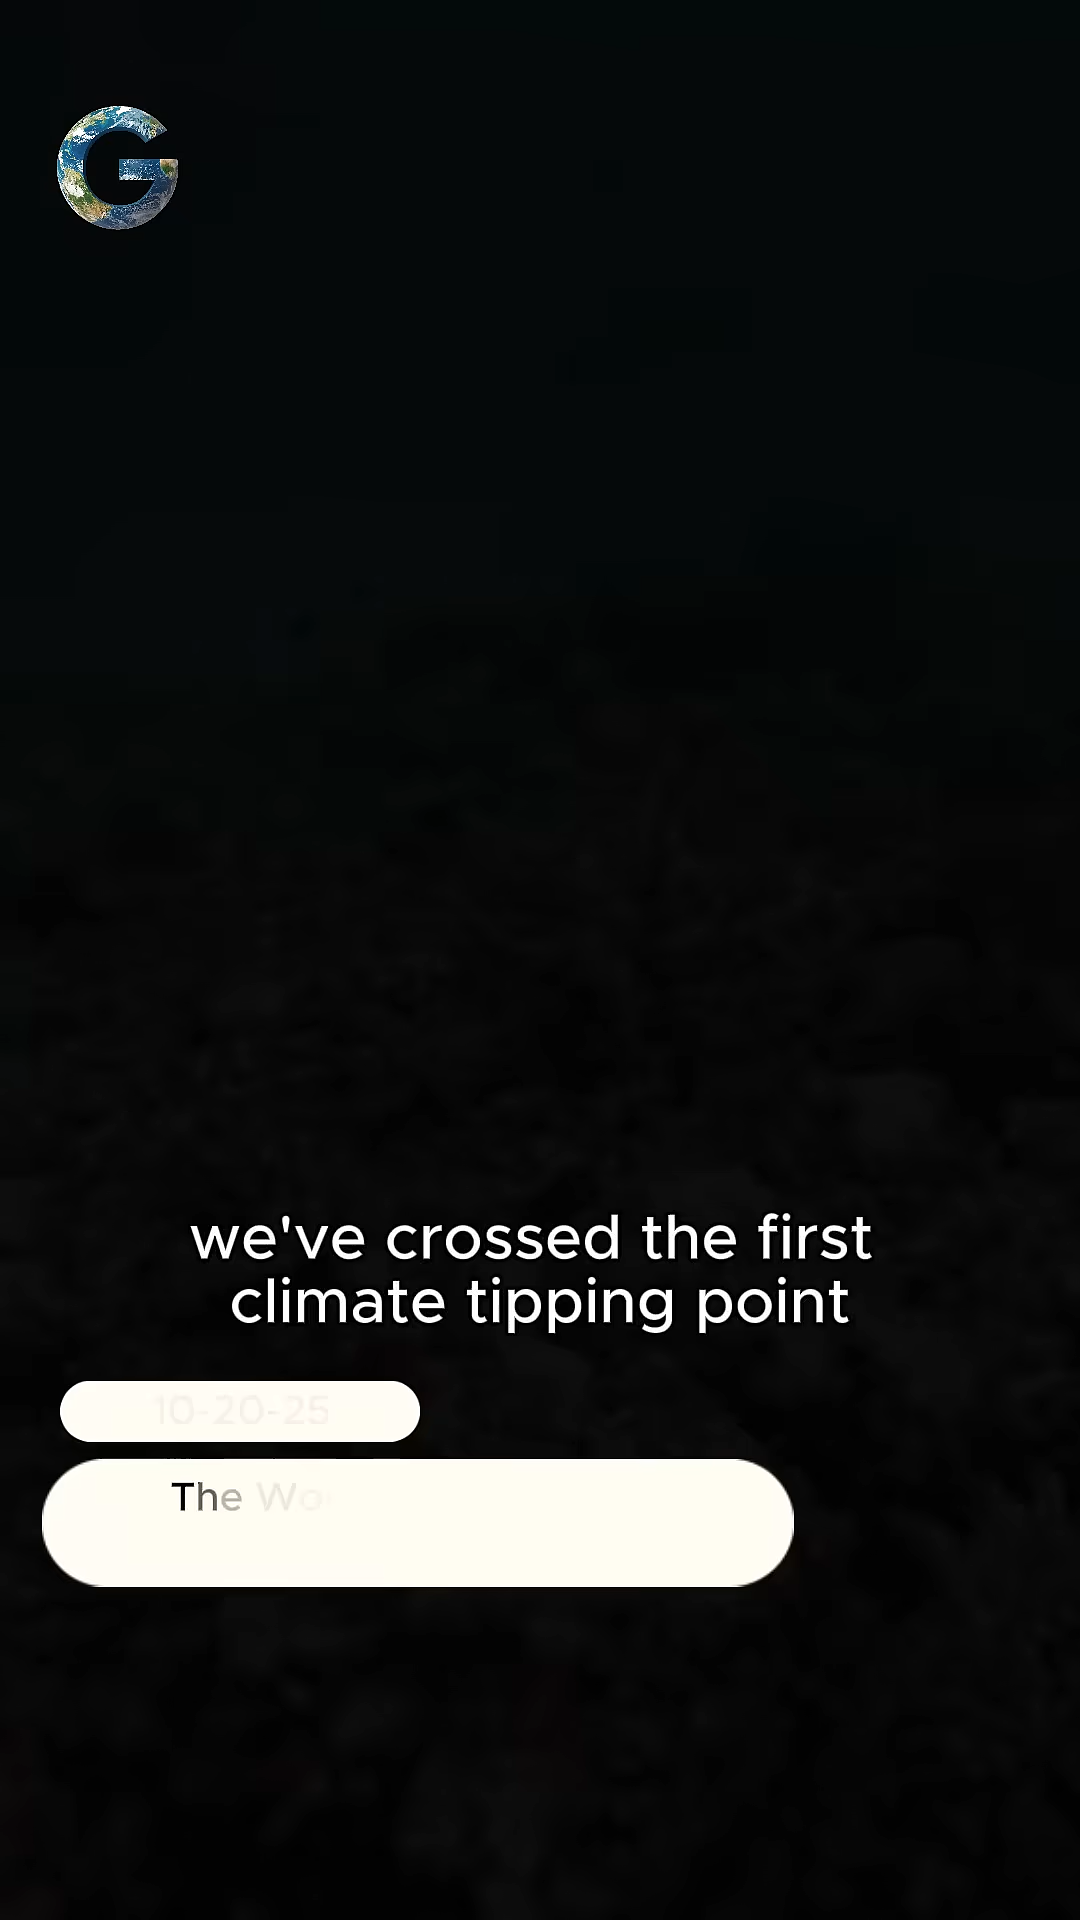 G
we've crossed the first
climate tipping point
10-20-25
The